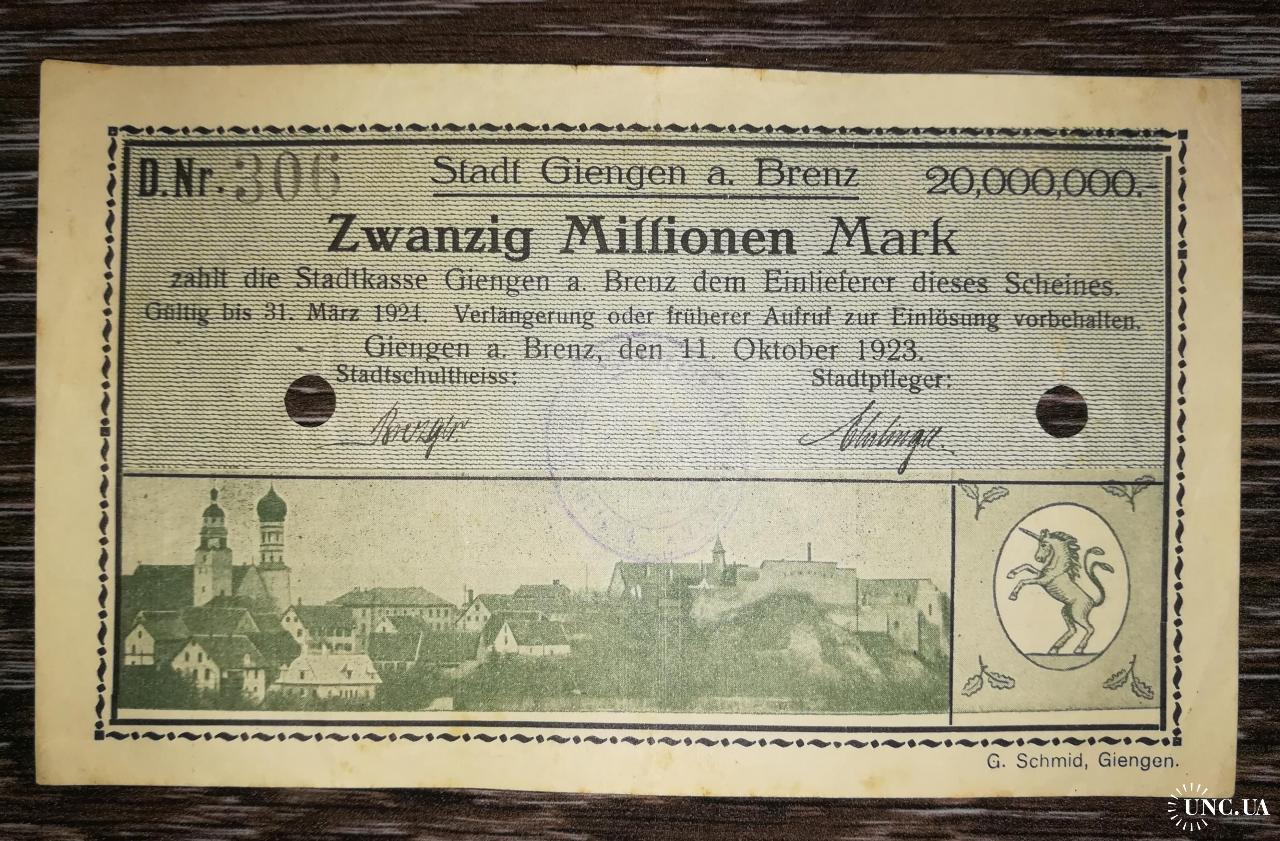 D.Nr. 306
Stadt Giengen a. Brenz
20,000,000.-
Zwanzig Millionen Mark
zahlt die Stadtkasse Giengen a. Brenz dem Einlieferer dieses Scheines.
Gültig bis 31. März 1924. Verlängerung oder früherer Aufruf zur Einlösung vorbehalten.
Giengen a. Brenz, den 11. Oktober 1923.
Stadtschultheiss:
Stadtpfleger:
G. Schmid, Giengen.
UNC.UA